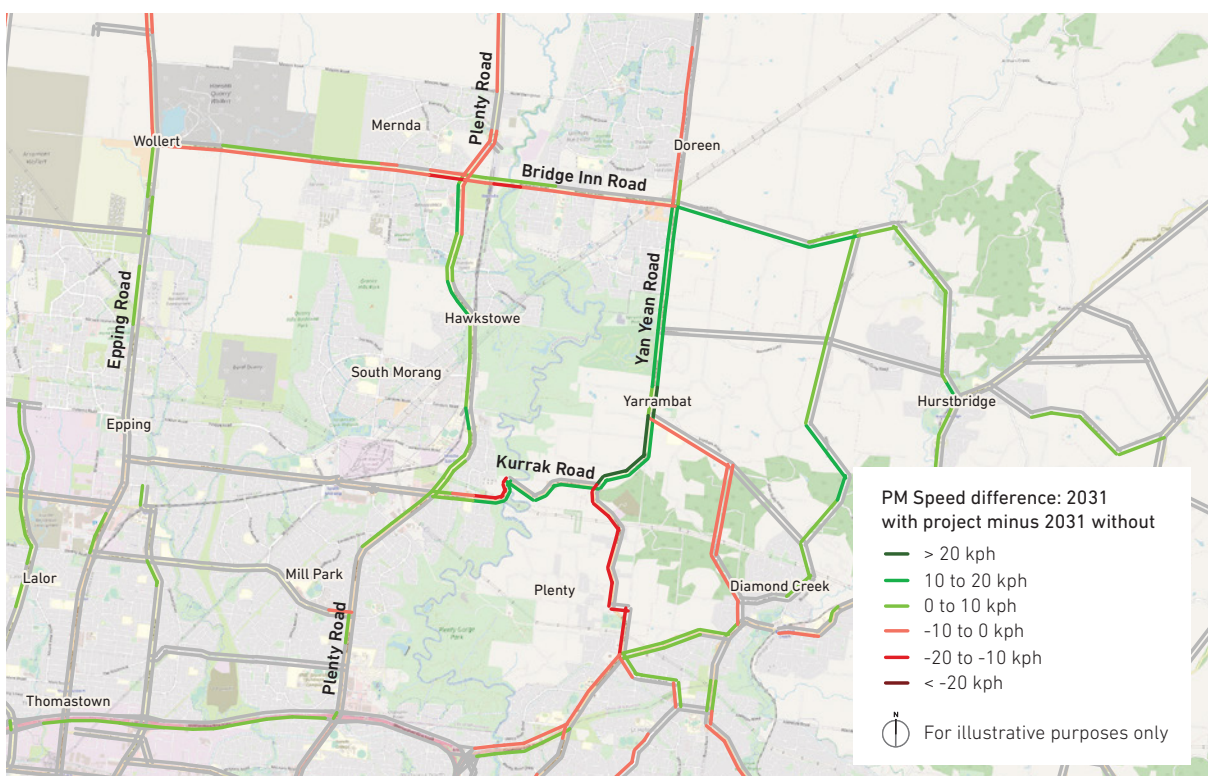 Plenty Road
Mernda
Wollert
Doreen
Bridge Inn Road
Epping Road
Yan Yean Road
Hawkstowe
South Morang
Yarrambat
Hurstbridge
Epping
Kurrak Road
PM Speed difference: 2031
with project minus 2031 without
> 20 kph
10 to 20 kph
0 to 10 kph
-10 to 0 kph
-20 to -10 kph
< -20 kph
N
For illustrative purposes only
Lalor
Mill Park
Plenty
Diamond Creek
Plenty Road
Thomastown